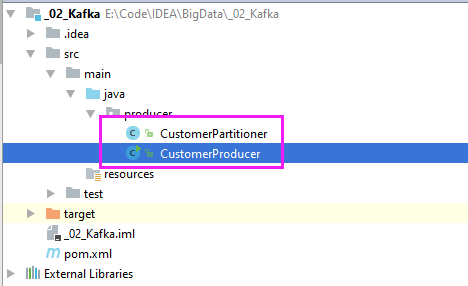 _02_Kafka E:\Code\IDEA\BigData\_02_Kafka
.idea
src
main
java
producer
CustomerPartitioner
CustomerProducer
resources
test
target
_02_Kafka.iml
pom.xml
External Libraries